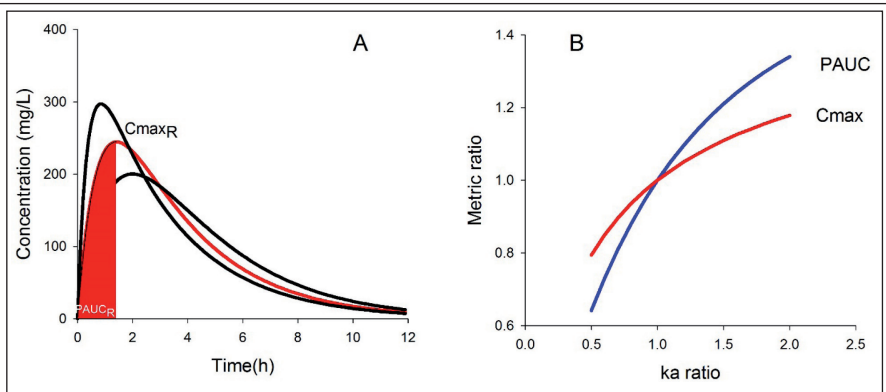 400
300
200
100
0
Concentration (mg/L)
A
CmaxR
PAUCR
0 2 4 6 8 10 12
Time(h)
1.4
1.2
1.0
0.8
0.6
Metric ratio
B
PAUC
Cmax
0.0 0.5 1.0 1.5 2.0 2.5
ka ratio